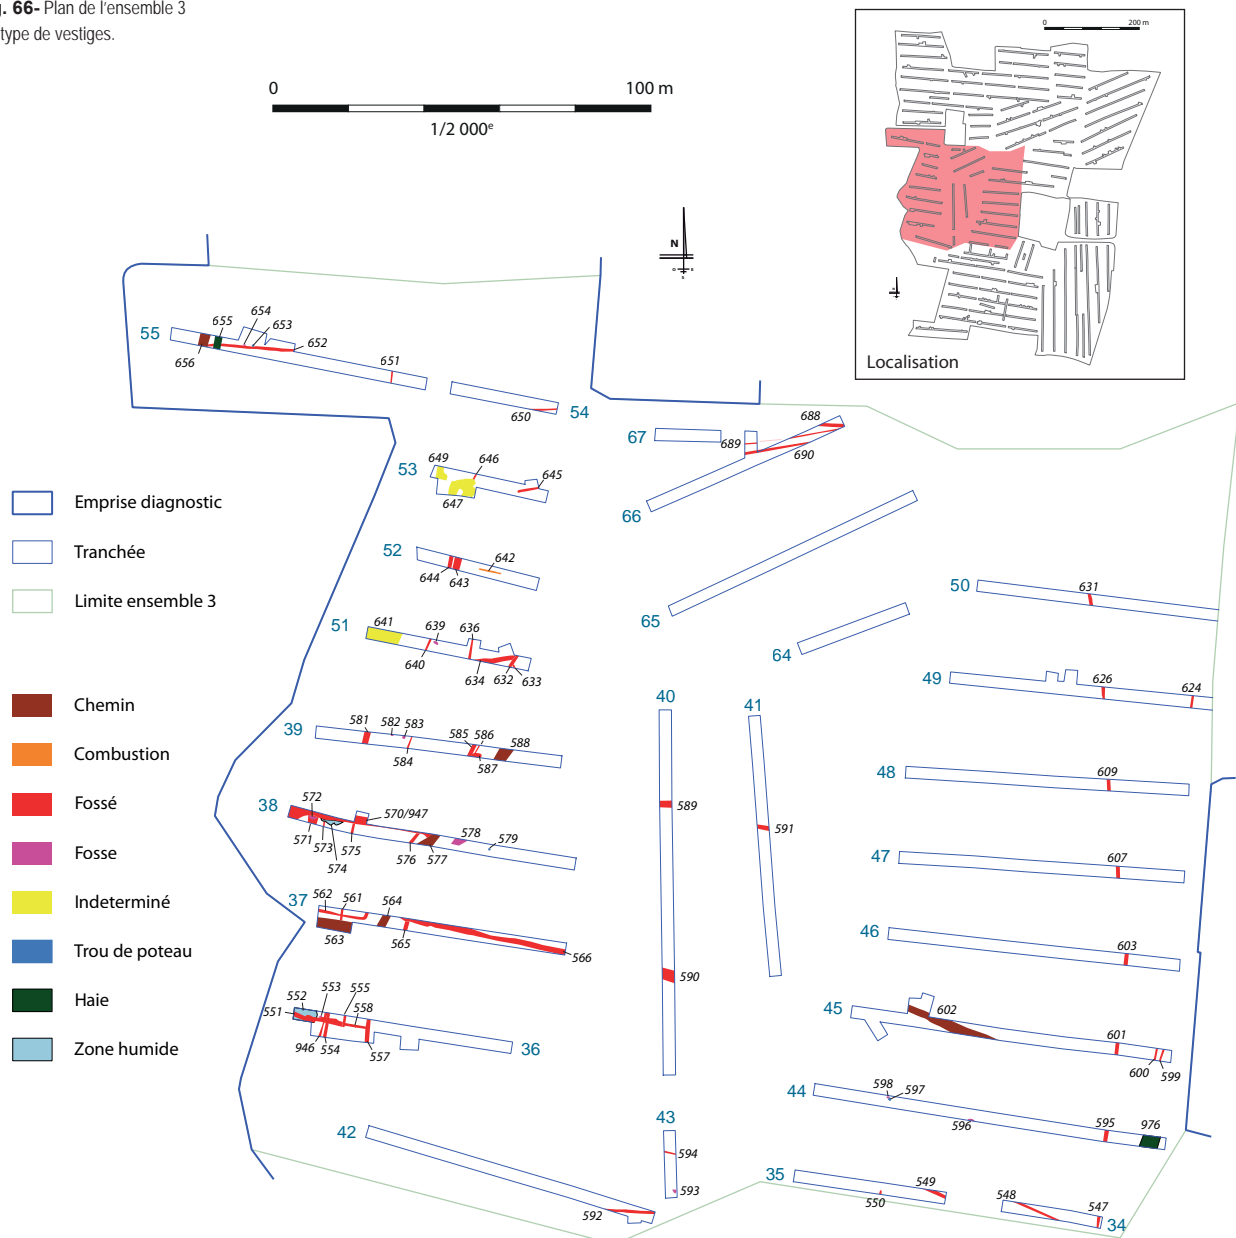 g. 66- Plan de l'ensemble 3
type de vestiges.
0 200 m
Localisation
0 100 m
1/2 000e
N
O E
S
55 656 655 654 653 652 651
650 54
67 689 688 690
66
53 649 646 645 647
52 644 643 642
65
64
50 631
51 641 639 636 640 634 632 633
49 626 624
40
41
39 581 582 583 585 586 588 584 587
48 609
589
591
38 572 570/947 578 579 571 573 574 575 576 577
47 607
37 562 561 564 563 565 566
46 603
590
45 602 601 600 599
36 551 552 553 555 558 946 554 557
44 598 597 596 595 976
43 594 593
42 592
35 549 550
548 547 34
Emprise diagnostic
Tranchée
Limite ensemble 3
Chemin
Combustion
Fossé
Fosse
Indeterminé
Trou de poteau
Haie
Zone humide